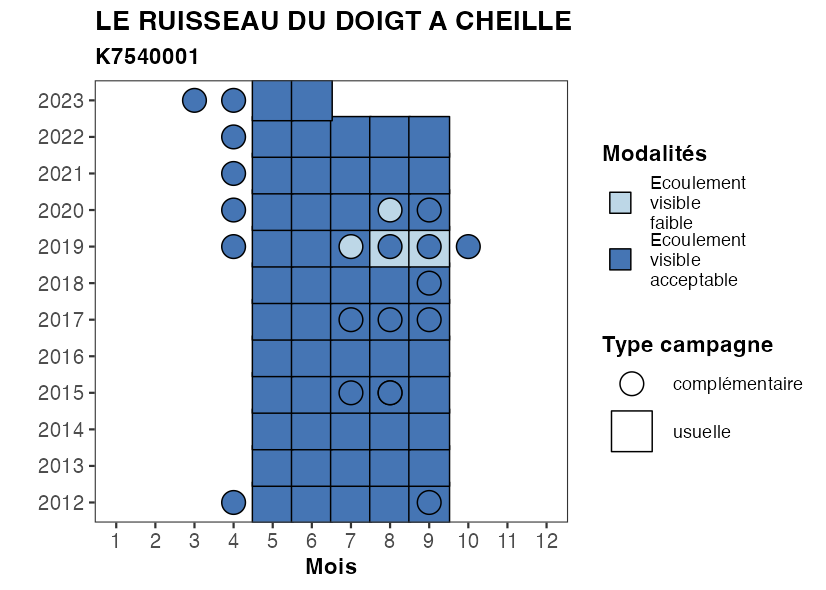 LE RUISSEAU DU DOIGT A CHEILLE
K7540001
2023
2022
2021
2020
2019
2018
2017
2016
2015
2014
2013
2012
1 2 3 4 5 6 7 8 9 10 11 12
Mois
Modalités
Ecoulement
visible
faible
Ecoulement
visible
acceptable
Type campagne
complémentaire
usuelle